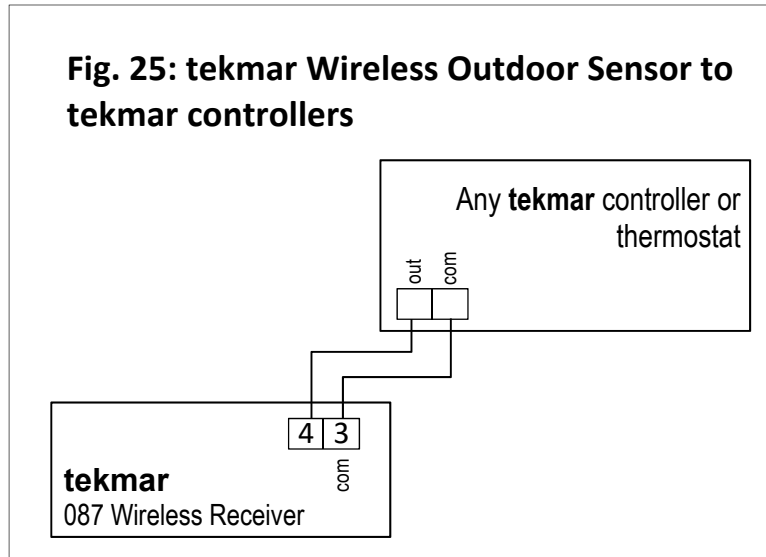 Fig. 25: tekmar Wireless Outdoor Sensor to
tekmar controllers
Any tekmar controller or
thermostat
out com
4 3
com
tekmar
087 Wireless Receiver